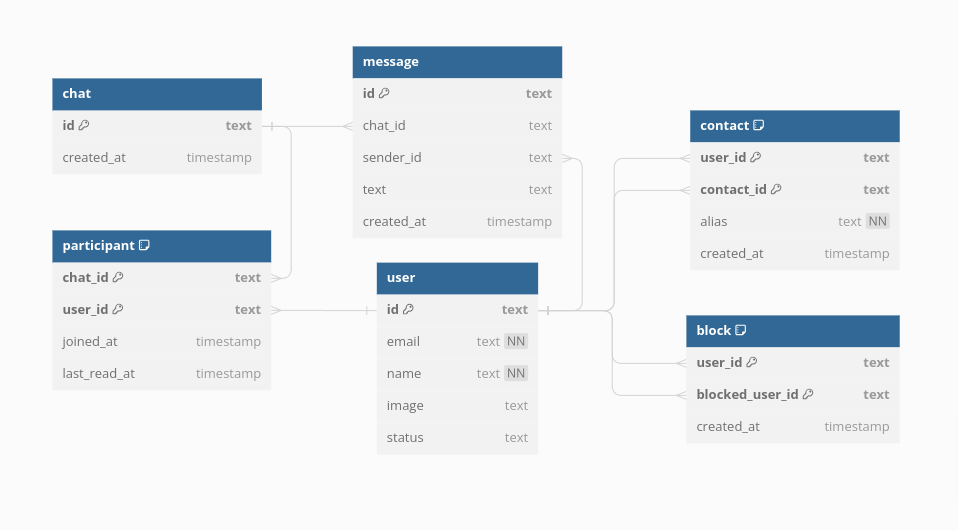 chat
id text
created_at timestamp
message
id text
chat_id text
sender_id text
text text
created_at timestamp
contact
user_id text
contact_id text
alias text NN
created_at timestamp
participant
chat_id text
user_id text
joined_at timestamp
last_read_at timestamp
user
id text
email text NN
name text NN
image text
status text
block
user_id text
blocked_user_id text
created_at timestamp